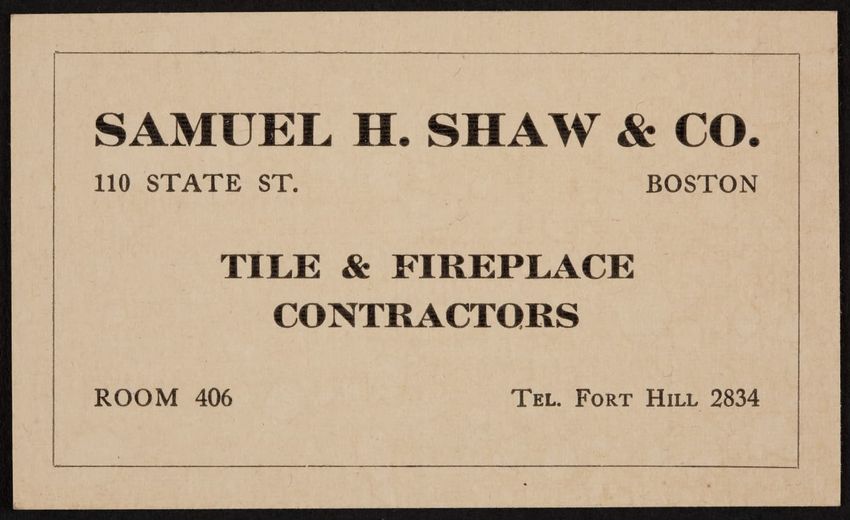 SAMUEL H. SHAW & CO.
110 STATE ST. BOSTON
TILE & FIREPLACE
CONTRACTORS
ROOM 406 TEL. FORT HILL 2834